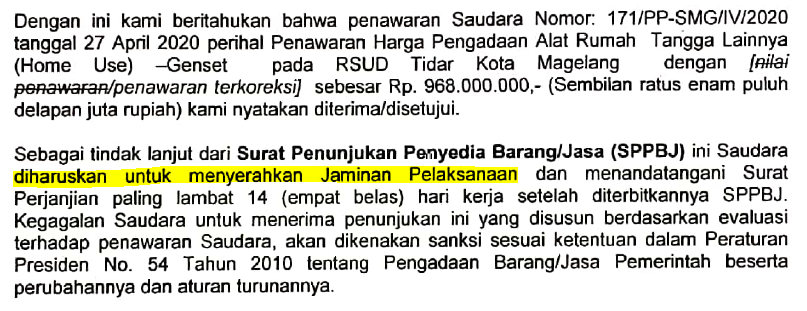 Dengan ini kami beritahukan bahwa penawaran Saudara Nomor: 171/PP-SMG/IV/2020
tanggal 27 April 2020 perihal Penawaran Harga Pengadaan Alat Rumah Tangga Lainnya
(Home Use) –Genset pada RSUD Tidar Kota Magelang dengan [nilai
penawaran/penawaran terkoreksi] sebesar Rp. 968.000.000,- (Sembilan ratus enam puluh
delapan juta rupiah) kami nyatakan diterima/disetujui.
Sebagai tindak lanjut dari Surat Penunjukan Penyedia Barang/Jasa (SPPBJ) ini Saudara
diharuskan untuk menyerahkan Jaminan Pelaksanaan dan menandatangani Surat
Perjanjian paling lambat 14 (empat belas) hari kerja setelah diterbitkannya SPPBJ.
Kegagalan Saudara untuk menerima penunjukan ini yang disusun berdasarkan evaluasi
terhadap penawaran Saudara, akan dikenakan sanksi sesuai ketentuan dalam Peraturan
Presiden No. 54 Tahun 2010 tentang Pengadaan Barang/Jasa Pemerintah beserta
perubahannya dan aturan turunannya.